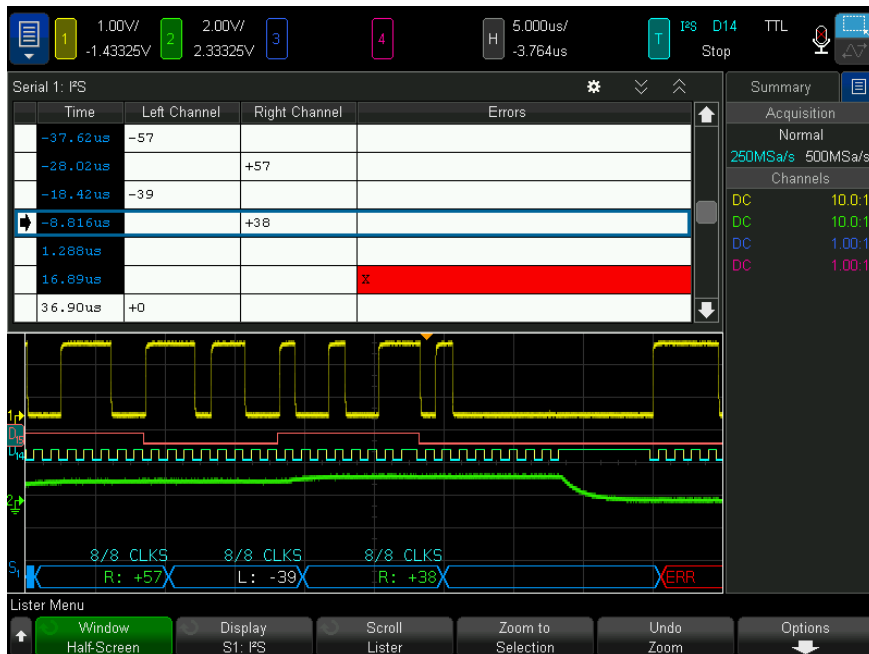 1 1.00V/ 2 2.00V/ 3 4 H 5.000us/ T I²S D14 TTL
-1.43325V 2.33325V -3.764us Stop
Serial 1: I²S Summary
Time Left Channel Right Channel Errors Acquisition
Normal
-37.62us -57
250MSa/s 500MSa/s
-28.02us +57
Channels
-18.42us -39
DC 10.0:1
-8.816us +38
DC 10.0:1
1.288us
DC 1.00:1
16.89us X
DC 1.00:1
36.90us +0
1
D15
D14
2
8/8 CLKS 8/8 CLKS 8/8 CLKS
S1 R: +57 L: -39 R: +38 ERR
Lister Menu
Window Display Scroll Zoom to Undo Options
Half-Screen S1: I²S Lister Selection Zoom